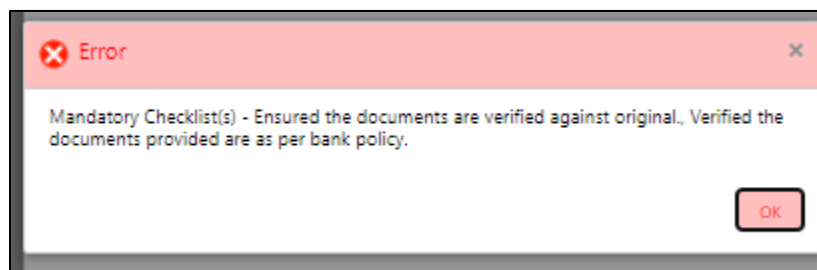 Error
Mandatory Checklist(s) - Ensured the documents are verified against original., Verified the
documents provided are as per bank policy.
OK